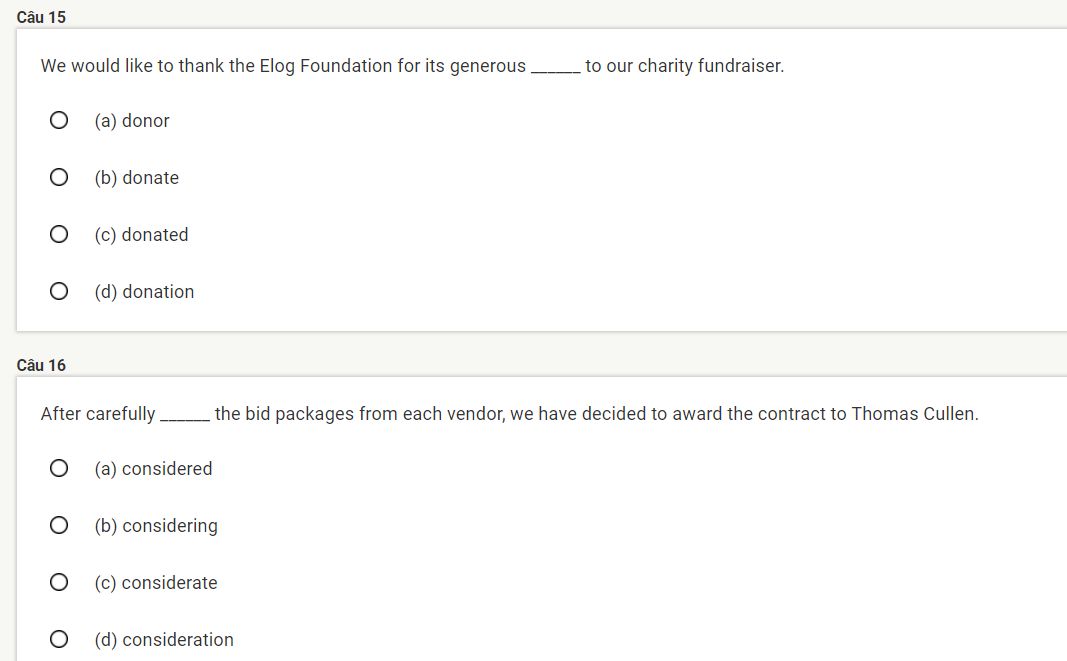 Câu 15
We would like to thank the Elog Foundation for its generous ______ to our charity fundraiser.
(a) donor
(b) donate
(c) donated
(d) donation
Câu 16
After carefully ______ the bid packages from each vendor, we have decided to award the contract to Thomas Cullen.
(a) considered
(b) considering
(c) considerate
(d) consideration